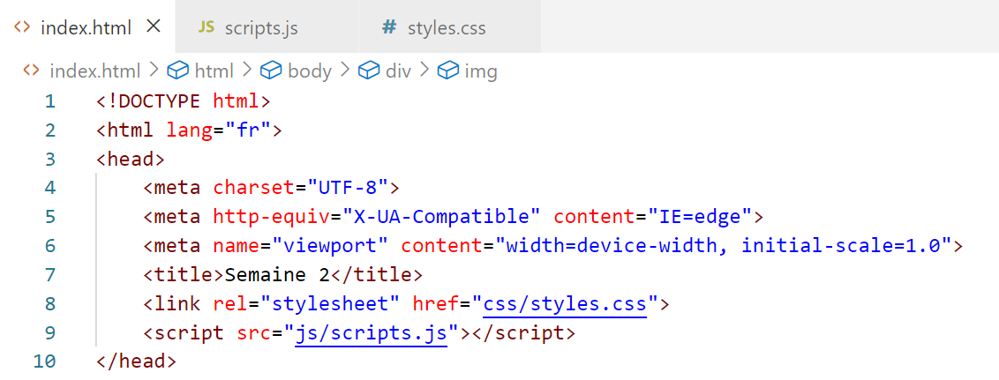 <> index.html × JS scripts.js # styles.css
<> index.html > html > body > div > img
1 <!DOCTYPE html>
2 <html lang="fr">
3 <head>
4     <meta charset="UTF-8">
5     <meta http-equiv="X-UA-Compatible" content="IE=edge">
6     <meta name="viewport" content="width=device-width, initial-scale=1.0">
7     <title>Semaine 2</title>
8     <link rel="stylesheet" href="css/styles.css">
9     <script src="js/scripts.js"></script>
10 </head>